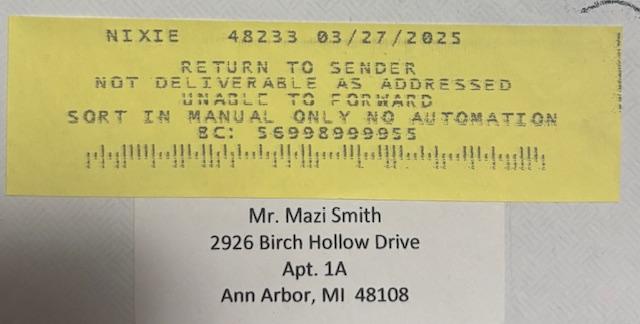 NIXIE 48233 03/27/2025
RETURN TO SENDER
NOT DELIVERABLE AS ADDRESSED
UNABLE TO FORWARD
SORT IN MANUAL ONLY NO AUTOMATION
BC: 56998999955
Mr. Mazi Smith
2926 Birch Hollow Drive
Apt. 1A
Ann Arbor, MI 48108